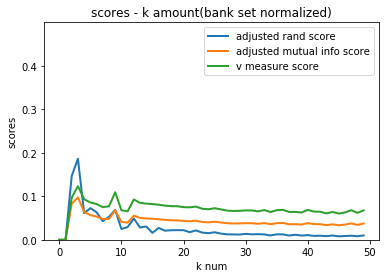 scores - k amount(bank set normalized)
adjusted rand score
adjusted mutual info score
v measure score
scores
0.4
0.3
0.2
0.1
0.0
0
10
20
30
40
50
k num